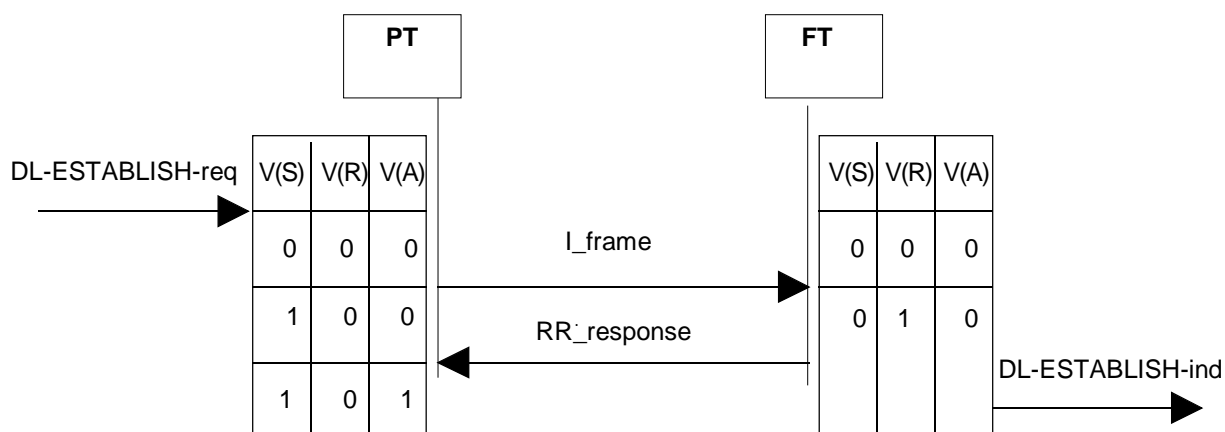 PT FT
DL-ESTABLISH-req V(S) V(R) V(A) V(S) V(R) V(A)
0 0 0 I_frame 0 0 0
1 0 0 RR_response 0 1 0
DL-ESTABLISH-ind
1 0 1